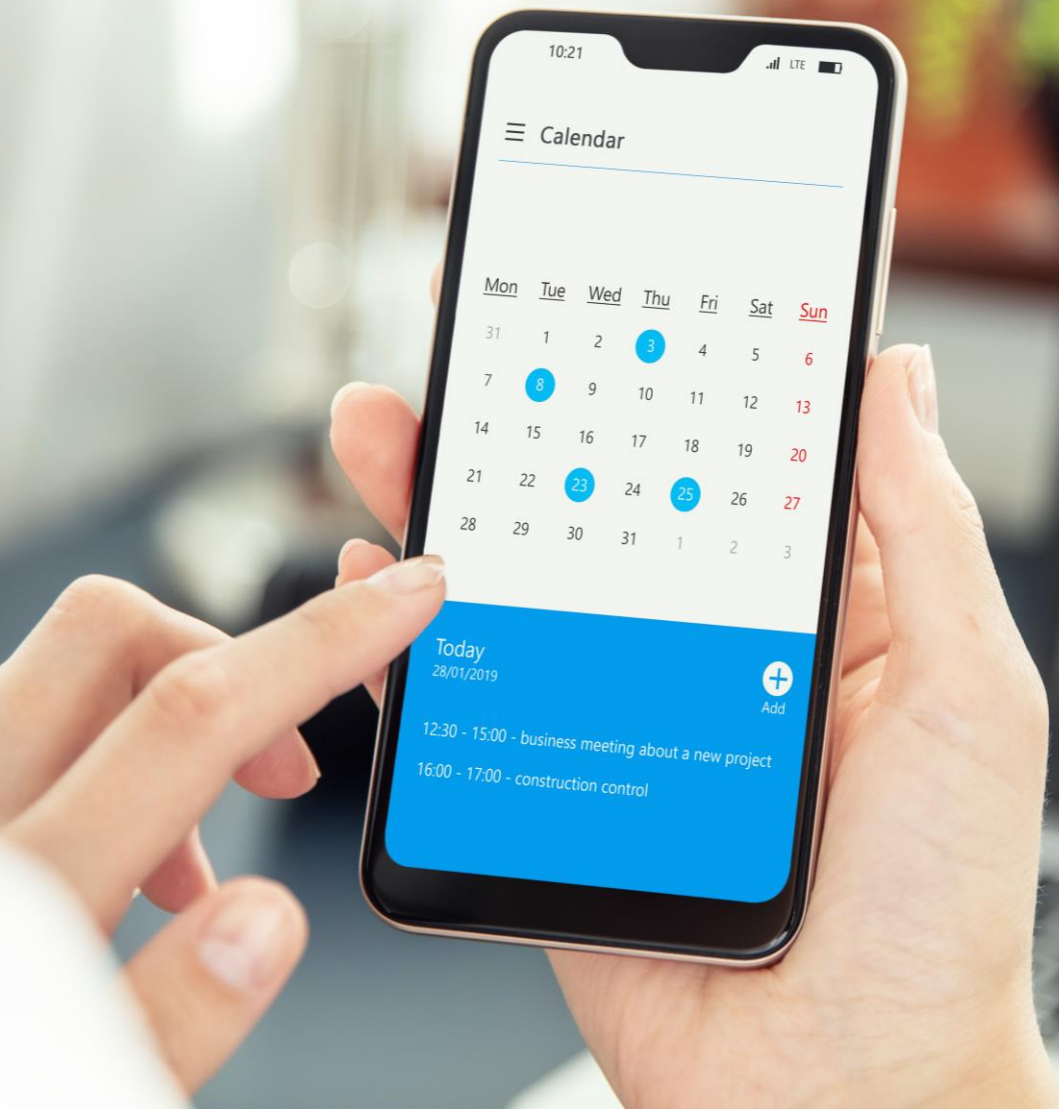 10:21 LTE
Calendar
Mon Tue Wed Thu Fri Sat Sun
31 1 2 3 4 5 6
7 8 9 10 11 12 13
14 15 16 17 18 19 20
21 22 23 24 25 26 27
28 29 30 31 1 2 3
Today
28/01/2019
Add
12:30 - 15:00 - business meeting about a new project
16:00 - 17:00 - construction control